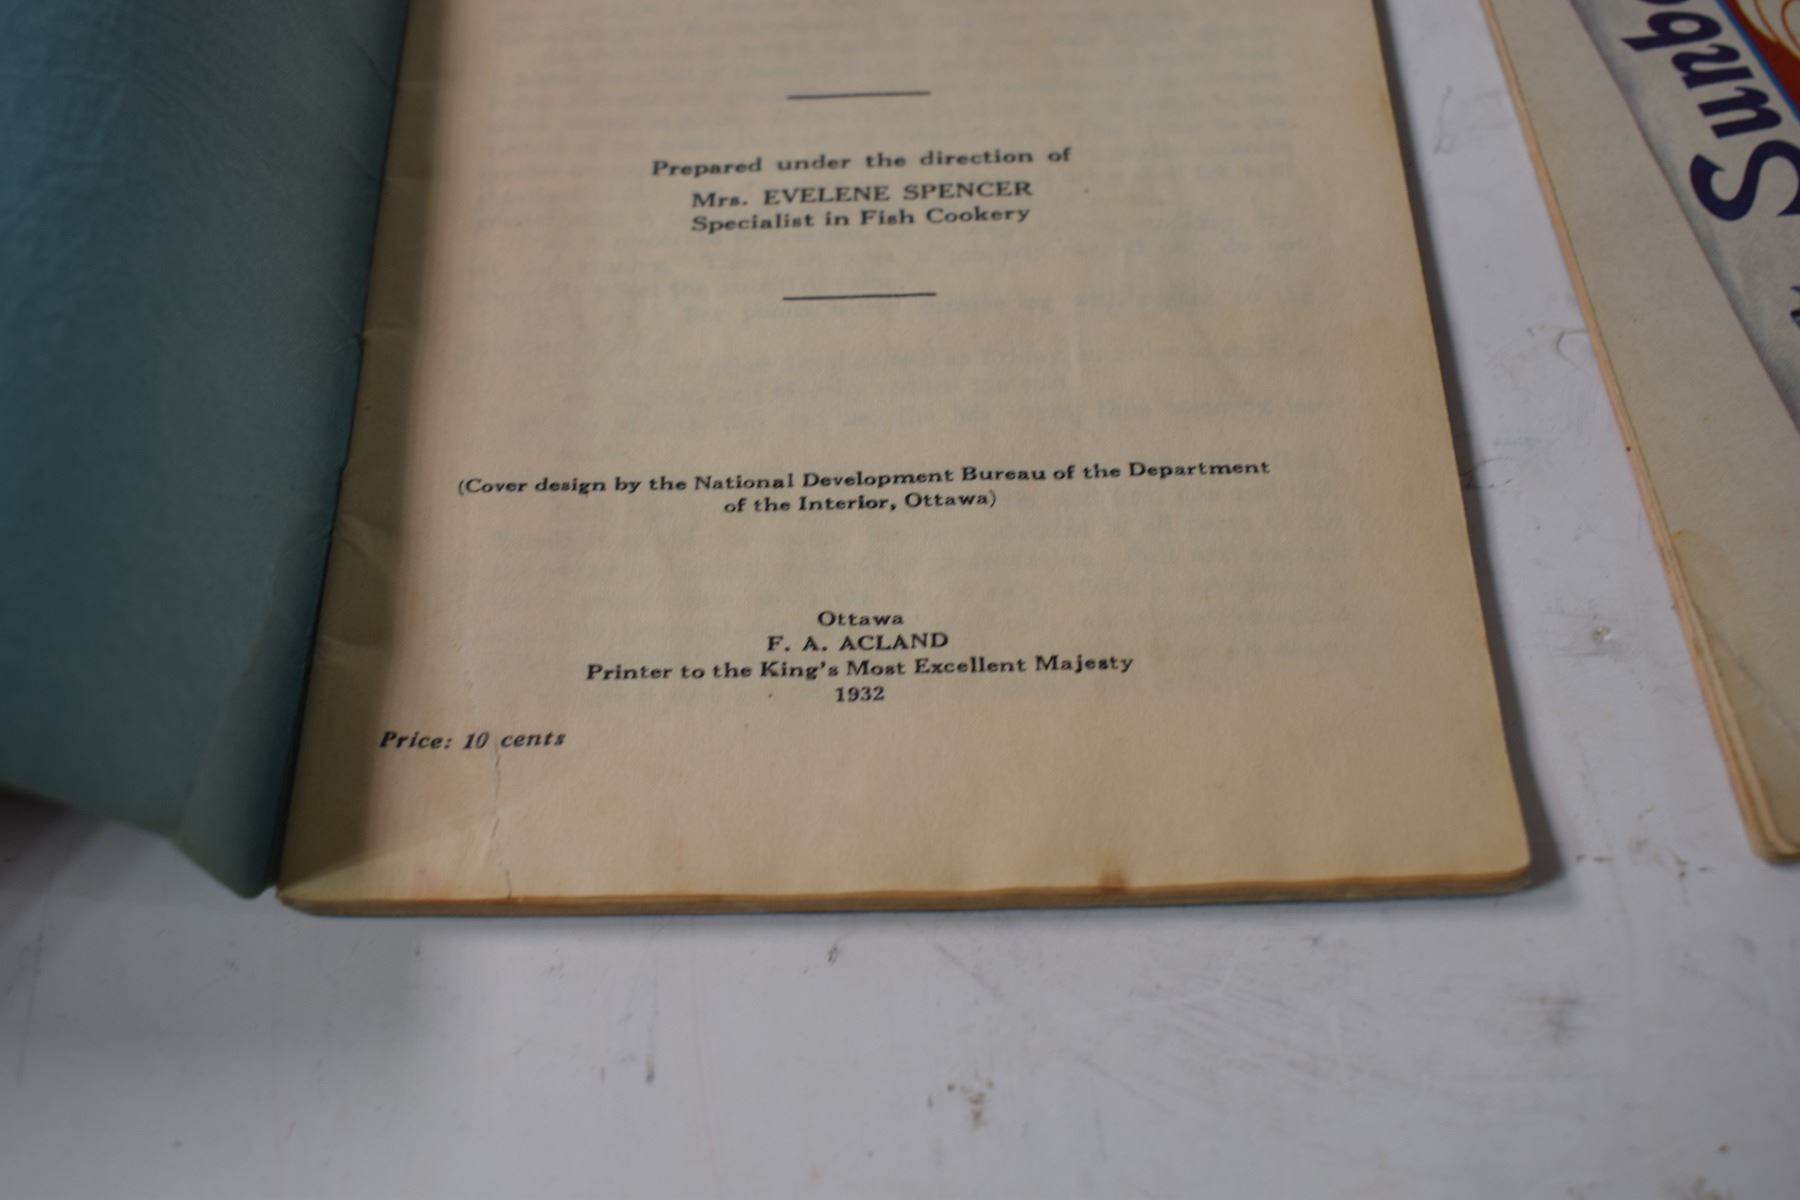 Prepared under the direction of
Mrs. EVELENE SPENCER
Specialist in Fish Cookery
(Cover design by the National Development Bureau of the Department
of the Interior, Ottawa)
Ottawa
F. A. ACLAND
Printer to the King's Most Excellent Majesty
1932
Price: 10 cents